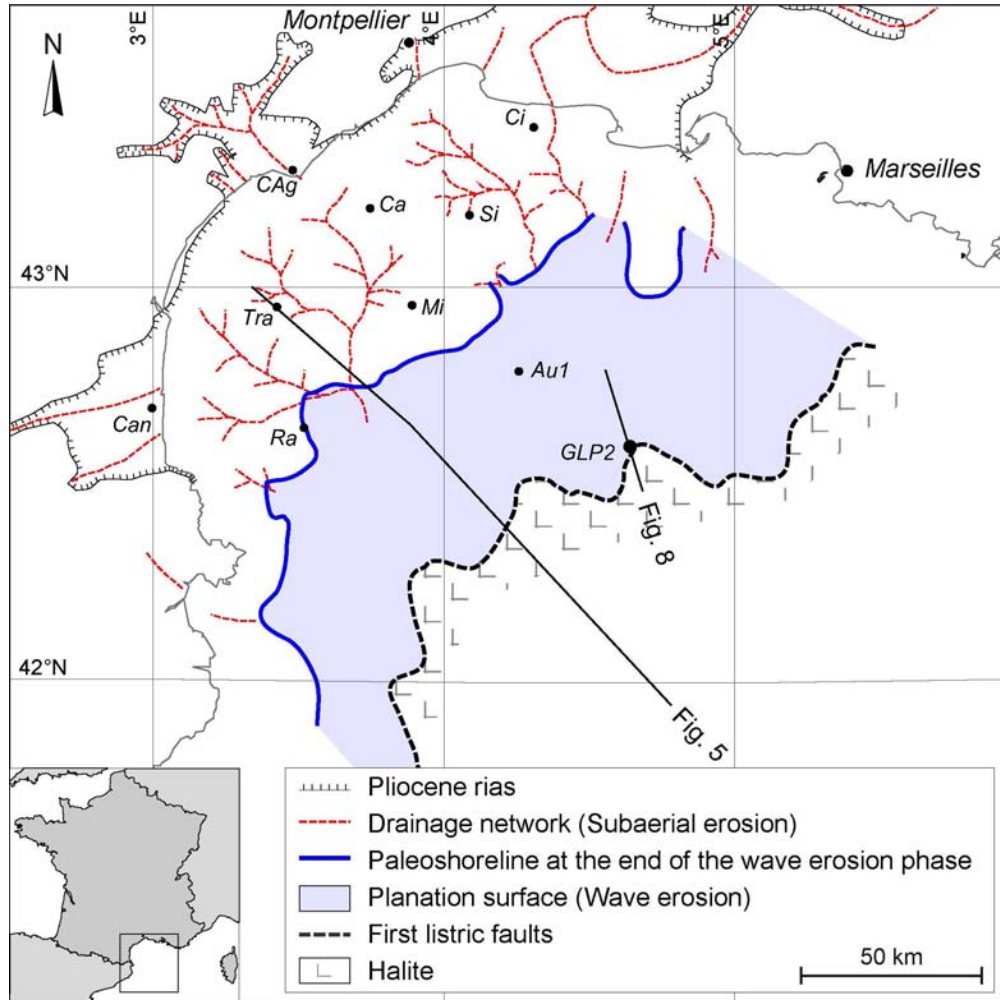 Montpellier
3°E
4°E
5°E
N
Ci
Marseilles
CAg
Ca
Si
43°N
Tra
Mi
Au1
Can
Ra
GLP2
Fig. 8
42°N
Fig. 5
Pliocene rias
Drainage network (Subaerial erosion)
Paleoshoreline at the end of the wave erosion phase
Planation surface (Wave erosion)
First listric faults
Halite
50 km